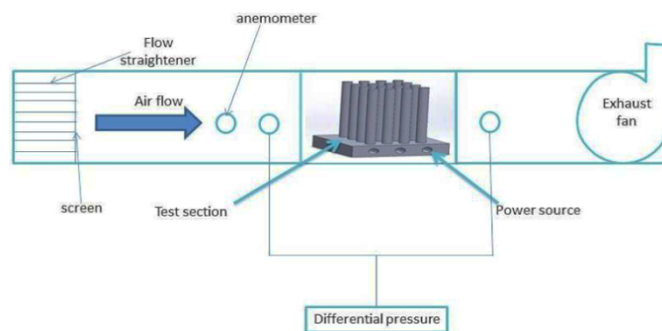 anemometer
Flow
straightener
Air flow
Exhaust
fan
screen
Test section
Power source
Differential pressure